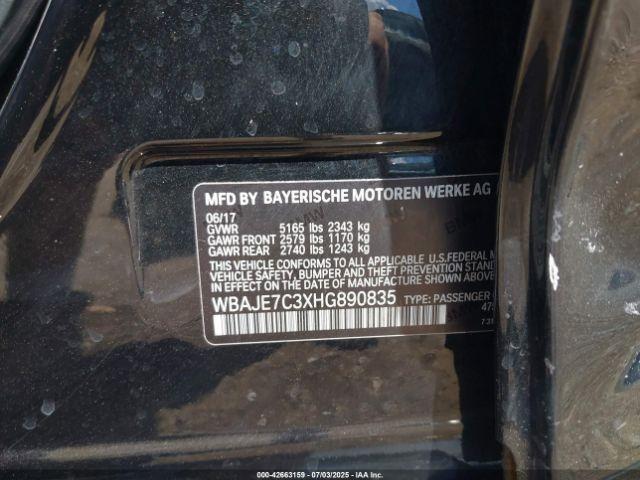 MFD BY BAYERISCHE MOTOREN WERKE AG
06/17
GVWR 5165 lbs 2343 kg
GAWR FRONT 2579 lbs 1170 kg
GAWR REAR 2740 lbs 1243 kg
THIS VEHICLE CONFORMS TO ALL APPLICABLE U.S.FEDERAL
VEHICLE SAFETY, BUMPER AND THEFT PREVENTION
IN EFFECT ON THE DATE OF MANUFACTURE SHOWN ABOVE
WBAJE7C3XHG890835 TYPE: PASSENGER
000-42663159 - 07/03/2025 - IAAI.COM